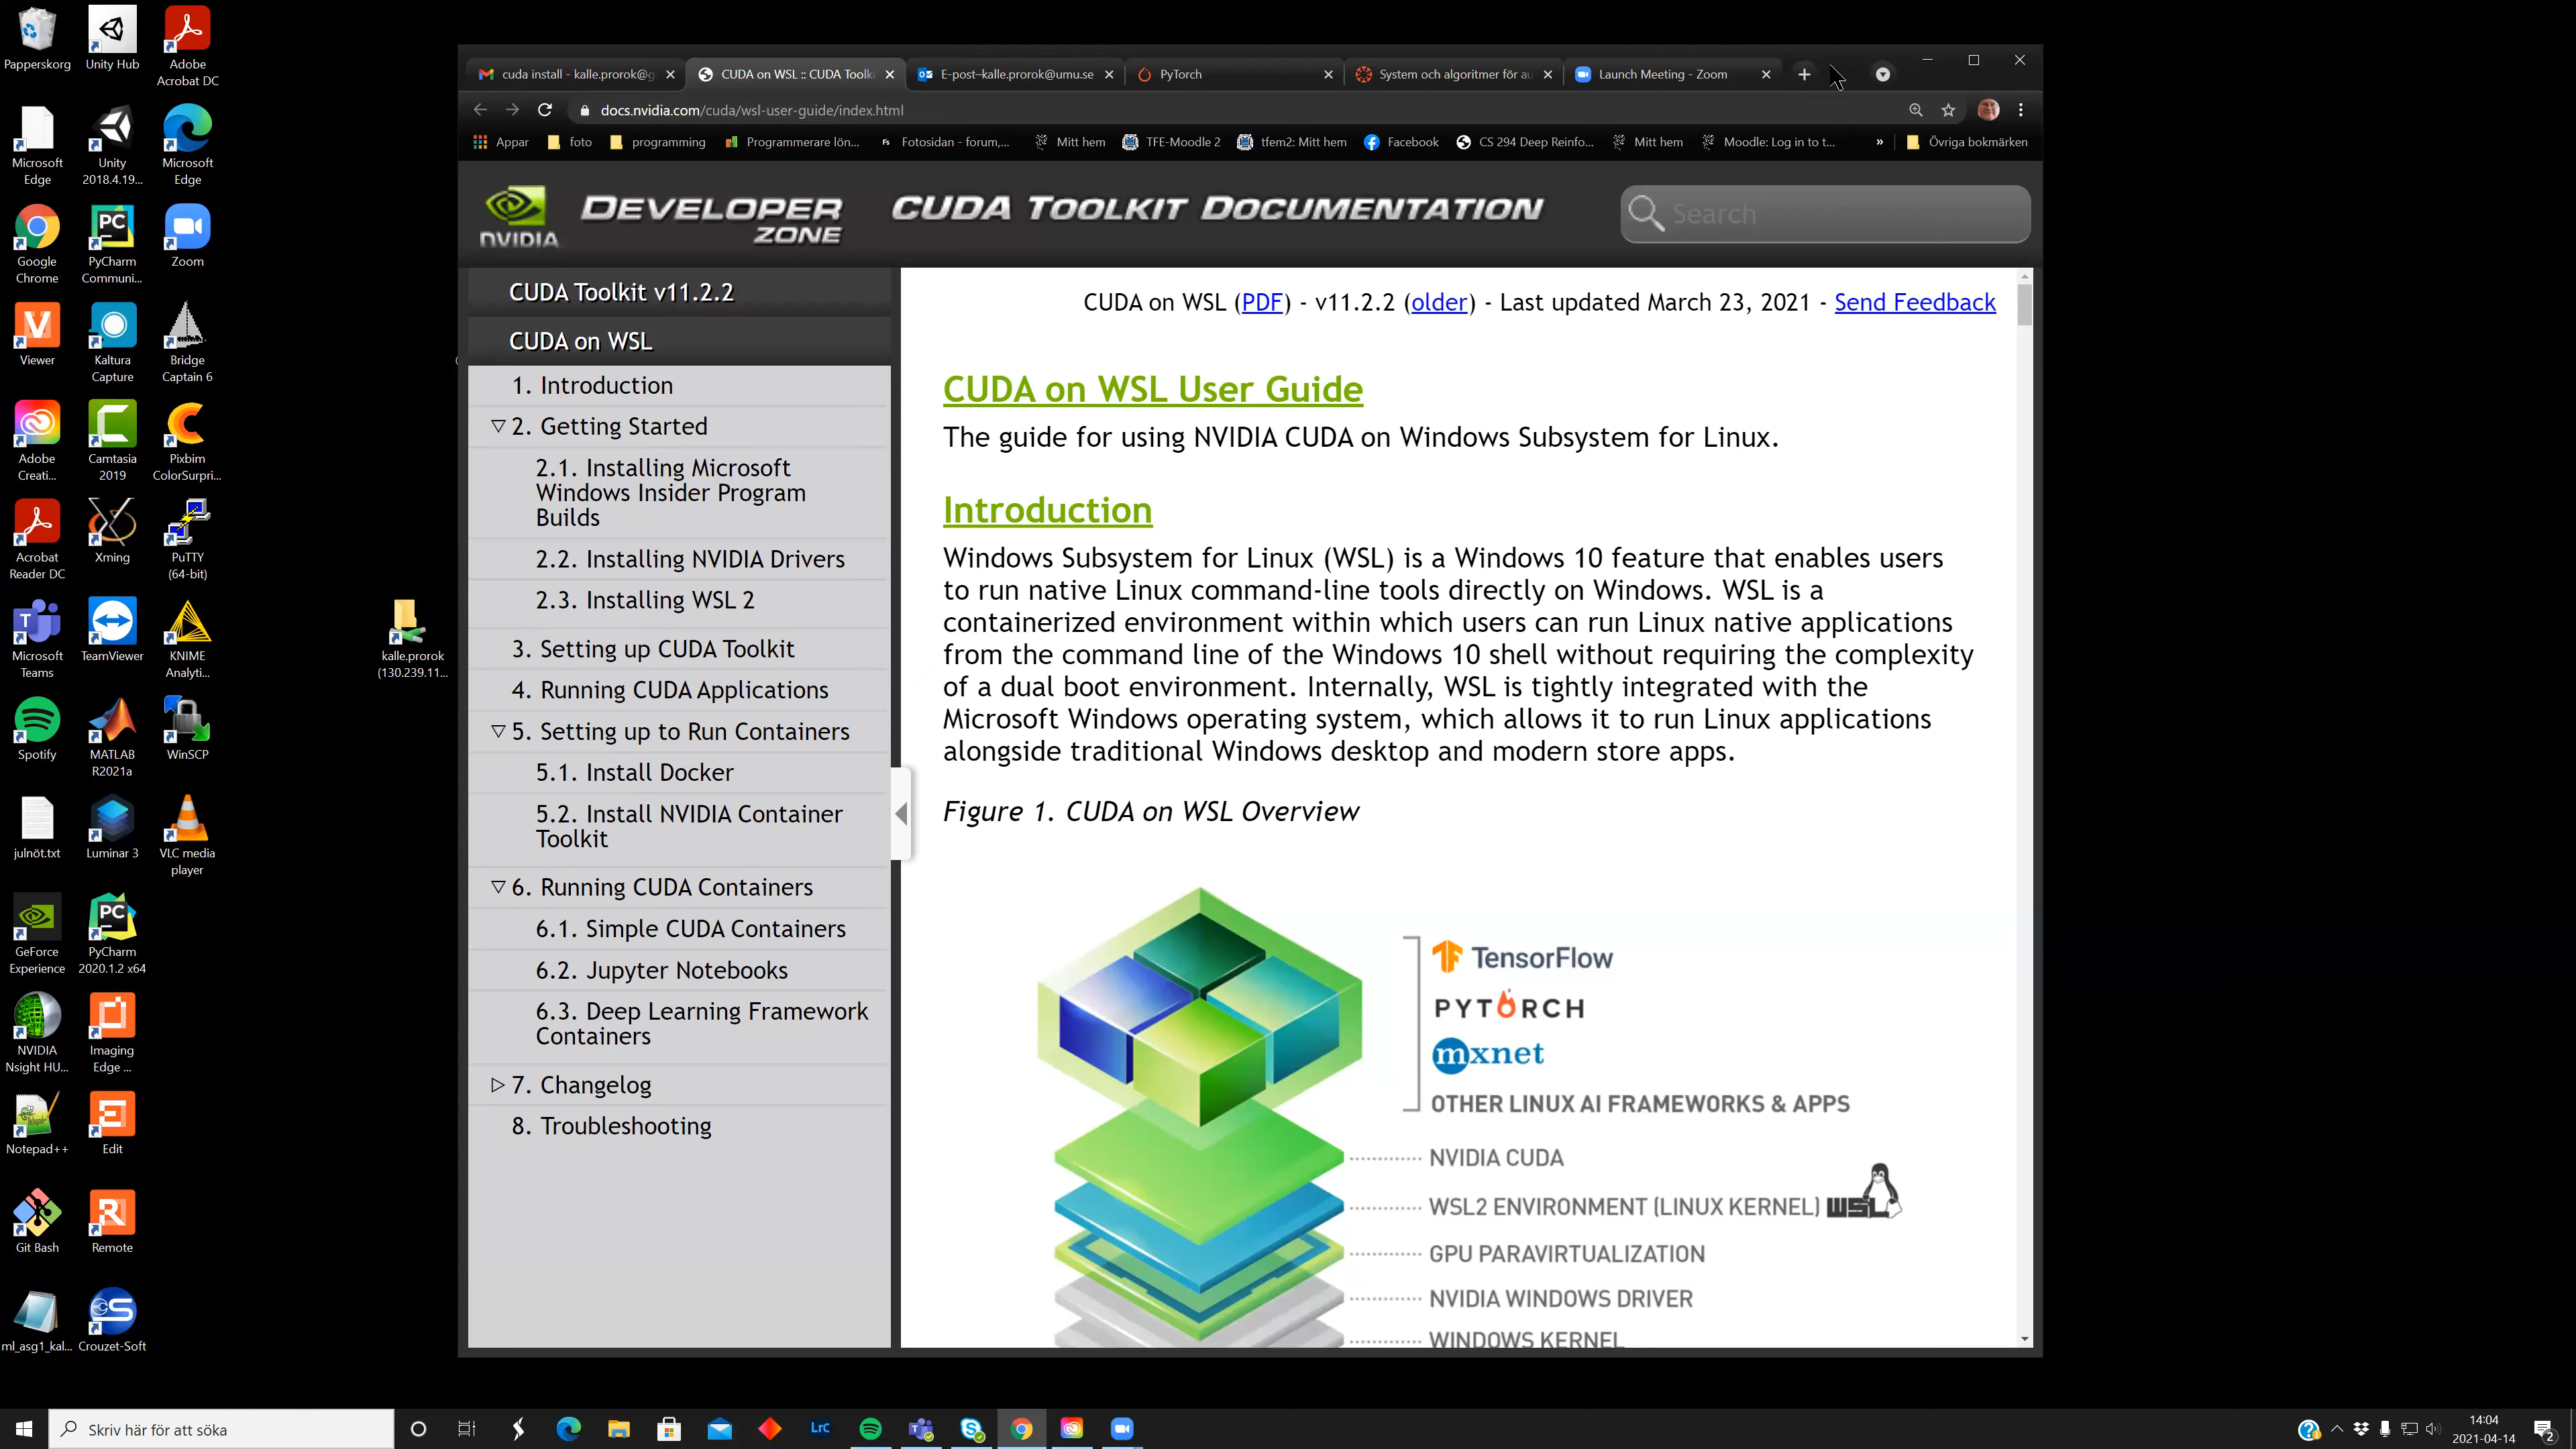 Papperskorg
Unity Hub
Adobe
Acrobat DC
Microsoft
Edge
Unity
2018.4.19...
Microsoft
Edge
Google
Chrome
PyCharm
Communi...
Zoom
Viewer
Kaltura
Capture
Bridge
Captain 6
Adobe
Creati...
Camtasia
2019
Pixbim
ColorSurpri...
Acrobat
Reader DC
Xming
PuTTY
(64-bit)
Microsoft
Teams
TeamViewer
KNIME
Analyti...
kalle.prorok
(130.239.11...
Spotify
MATLAB
R2021a
WinSCP
julnöt.txt
Luminar 3
VLC media
player
GeForce
Experience
PyCharm
2020.1.2 x64
NVIDIA
Nsight HU...
Imaging
Edge ...
Notepad++
Edit
Git Bash
Remote
ml_asg1_kal...
Crouzet-Soft
cuda install - kalle.prorok@g
CUDA on WSL :: CUDA Toolki
E-post–kalle.prorok@umu.se
PyTorch
System och algoritmer för au
Launch Meeting - Zoom
docs.nvidia.com/cuda/wsl-user-guide/index.html
Appar
foto
programming
Programmerare lön...
Fs Fotosidan - forum,...
Mitt hem
TFE-Moodle 2
tfem2: Mitt hem
Facebook
CS 294 Deep Reinfo...
Mitt hem
Moodle: Log in to t...
»
Övriga bokmärken
NVIDIA
DEVELOPER
ZONE
CUDA TOOLKIT DOCUMENTATION
Search
CUDA Toolkit v11.2.2
CUDA on WSL
1. Introduction
2. Getting Started
2.1. Installing Microsoft
Windows Insider Program
Builds
2.2. Installing NVIDIA Drivers
2.3. Installing WSL 2
3. Setting up CUDA Toolkit
4. Running CUDA Applications
5. Setting up to Run Containers
5.1. Install Docker
5.2. Install NVIDIA Container
Toolkit
6. Running CUDA Containers
6.1. Simple CUDA Containers
6.2. Jupyter Notebooks
6.3. Deep Learning Framework
Containers
7. Changelog
8. Troubleshooting
CUDA on WSL (PDF) - v11.2.2 (older) - Last updated March 23, 2021 - Send Feedback
CUDA on WSL User Guide
The guide for using NVIDIA CUDA on Windows Subsystem for Linux.
Introduction
Windows Subsystem for Linux (WSL) is a Windows 10 feature that enables users
to run native Linux command-line tools directly on Windows. WSL is a
containerized environment within which users can run Linux native applications
from the command line of the Windows 10 shell without requiring the complexity
of a dual boot environment. Internally, WSL is tightly integrated with the
Microsoft Windows operating system, which allows it to run Linux applications
alongside traditional Windows desktop and modern store apps.
Figure 1. CUDA on WSL Overview
TensorFlow
PYTORCH
mxnet
OTHER LINUX AI FRAMEWORKS & APPS
NVIDIA CUDA
WSL2 ENVIRONMENT (LINUX KERNEL) WSL
GPU PARAVIRTUALIZATION
NVIDIA WINDOWS DRIVER
WINDOWS KERNEL
Skriv här för att söka
LrC
14:04
2021-04-14
2